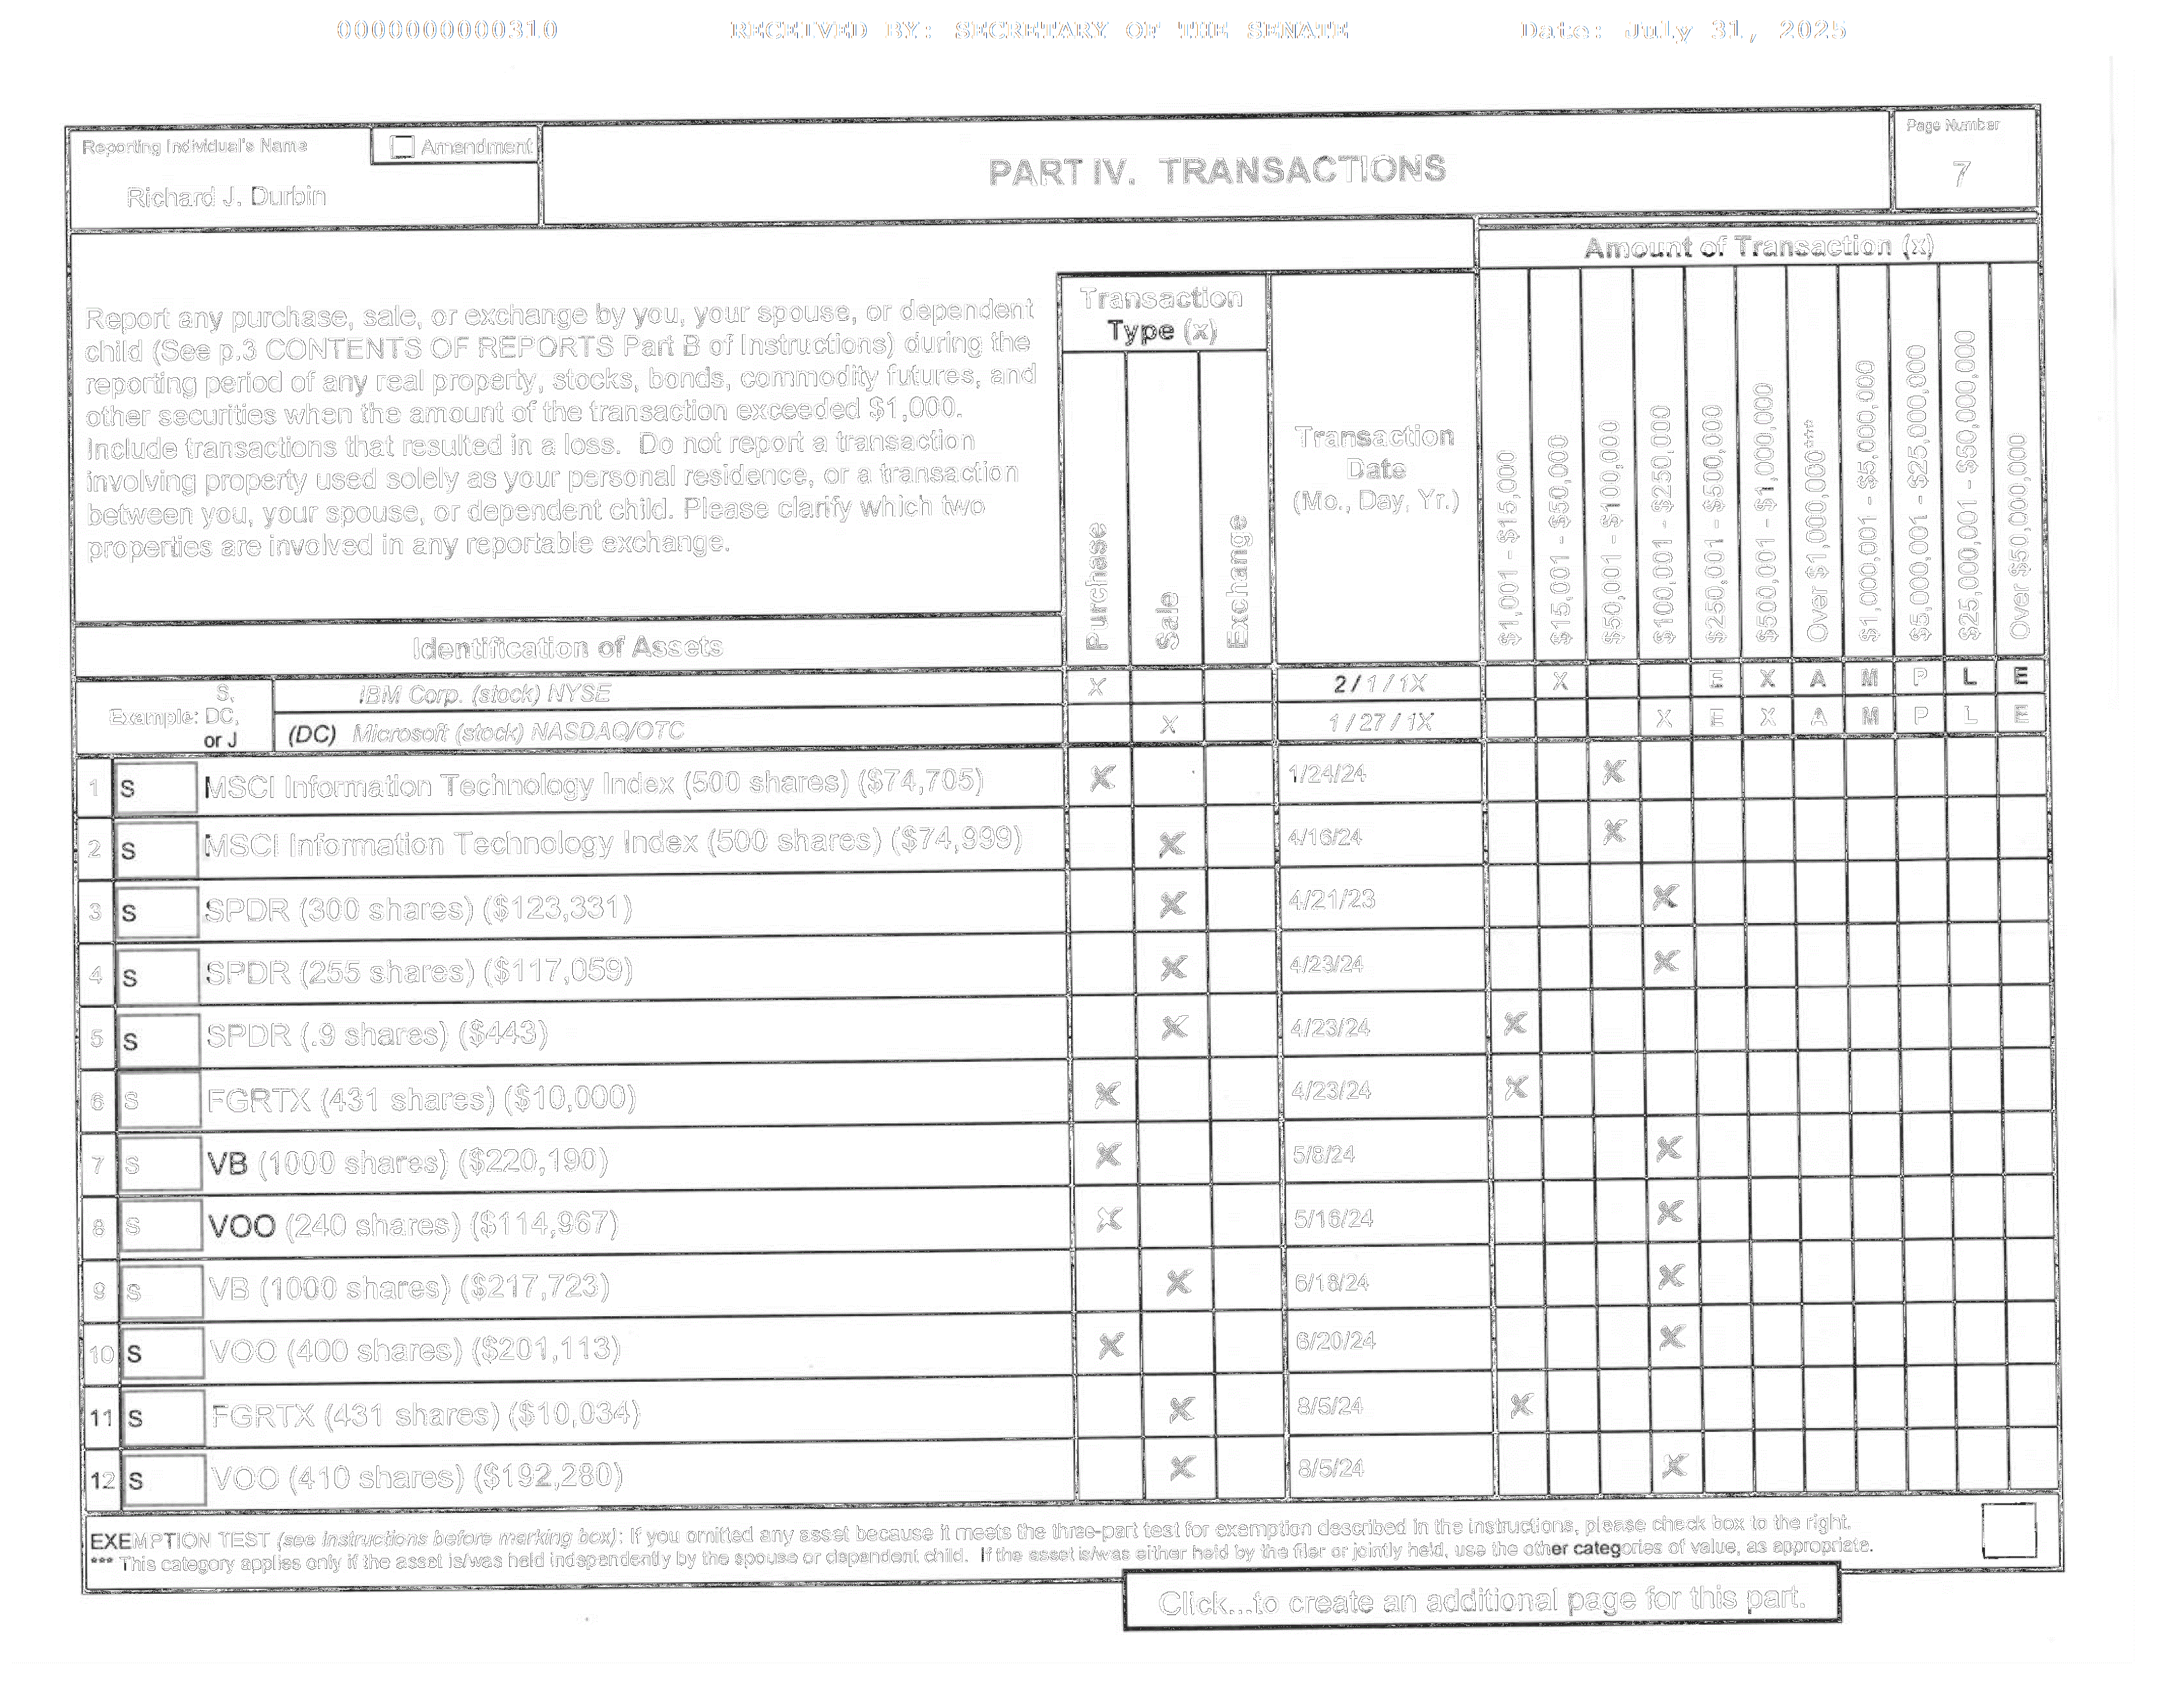 0000000000310 RECEIVED BY: SECRETARY OF THE SENATE Date: July 31, 2025
Reporting Individual's Name
Amendment
Richard J. Durbin
PART IV. TRANSACTIONS
Page Number
7
Amount of Transaction (x)
Report any purchase, sale, or exchange by you, your spouse, or dependent
child (See p.3 CONTENTS OF REPORTS Part B of Instructions) during the
reporting period of any real property, stocks, bonds, commodity futures, and
other securities when the amount of the transaction exceeded $1,000.
Include transactions that resulted in a loss. Do not report a transaction
involving property used solely as your personal residence, or a transaction
between you, your spouse, or dependent child. Please clarify which two
properties are involved in any reportable exchange.
Transaction
Type (x)
Purchase
Sale
Exchange
Transaction
Date
(Mo., Day, Yr.)
$1,001 - $15,000
$15,001 - $50,000
$50,001 - $100,000
$100,001 - $250,000
$250,001 - $500,000
$500,001 - $1,000,000
Over $1,000,000***
$1,000,001 - $5,000,000
$5,000,001 - $25,000,000
$25,000,001 - $50,000,000
Over $50,000,000
Identification of Assets
Example: S, DC, or J
IBM Corp. (stock) NYSE X 2 / 1 / 1X X E X A M P L E
(DC) Microsoft (stock) NASDAQ/OTC X 1 / 27 / 1X X E X A M P L E
1 S MSCI Information Technology Index (500 shares) ($74,705) X 1/24/24 X
2 S MSCI Information Technology Index (500 shares) ($74,999) X 4/16/24 X
3 S SPDR (300 shares) ($123,331) X 4/21/23 X
4 S SPDR (255 shares) ($117,059) X 4/23/24 X
5 S SPDR (.9 shares) ($443) X 4/23/24 X
6 S FGRTX (431 shares) ($10,000) X 4/23/24 X
7 S VB (1000 shares) ($220,190) X 5/8/24 X
8 S VOO (240 shares) ($114,967) X 5/16/24 X
9 S VB (1000 shares) ($217,723) X 6/18/24 X
10 S VOO (400 shares) ($201,113) X 6/20/24 X
11 S FGRTX (431 shares) ($10,034) X 8/5/24 X
12 S VOO (410 shares) ($192,280) X 8/5/24 X
EXEMPTION TEST (see instructions before marking box): If you omitted any asset because it meets the three-part test for exemption described in the instructions, please check box to the right.
*** This category applies only if the asset is/was held independently by the spouse or dependent child. If the asset is/was either held by the filer or jointly held, use the other categories of value, as appropriate.
Click...to create an additional page for this part.